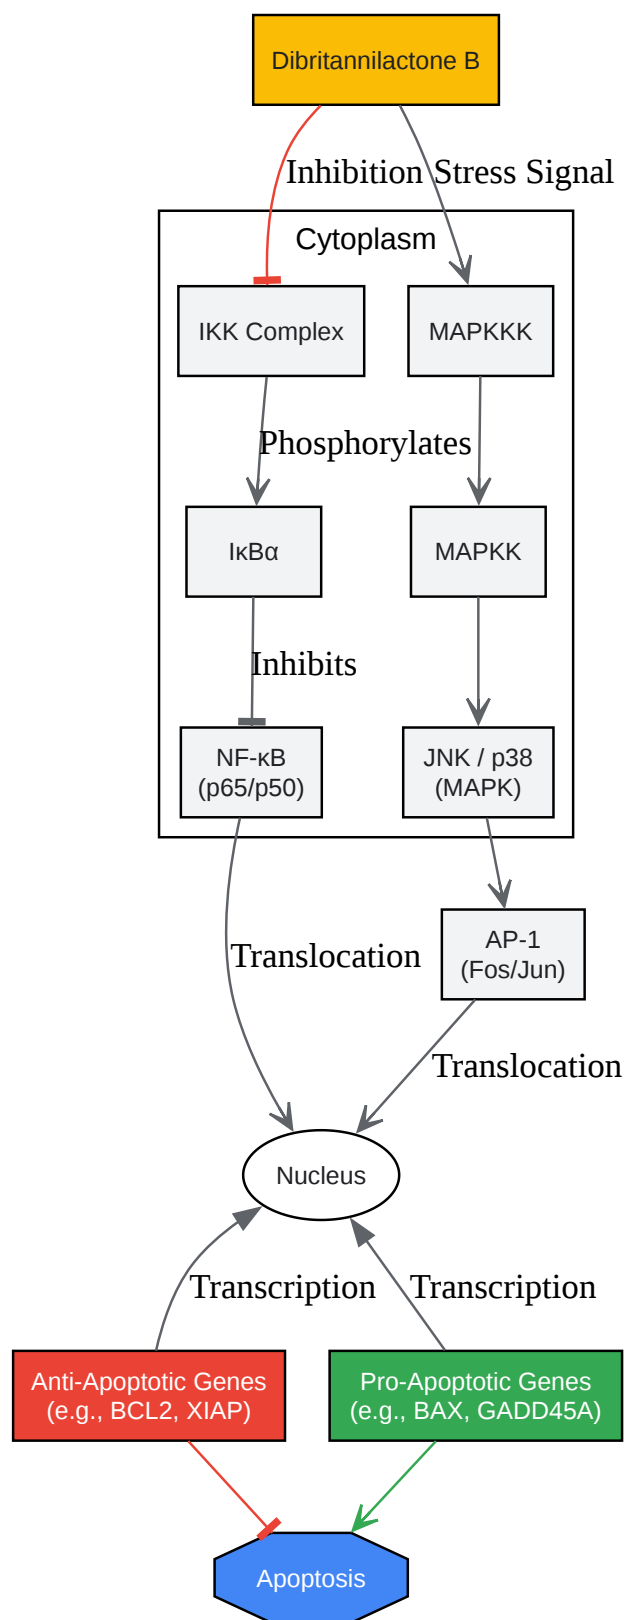 Dibritannilactone B
Inhibition
Stress Signal
Cytoplasm
IKK Complex
MAPKKK
Phosphorylates
IκBα
MAPKK
Inhibits
NF-κB
(p65/p50)
JNK / p38
(MAPK)
AP-1
(Fos/Jun)
Translocation
Translocation
Nucleus
Transcription
Transcription
Anti-Apoptotic Genes
(e.g., BCL2, XIAP)
Pro-Apoptotic Genes
(e.g., BAX, GADD45A)
Apoptosis